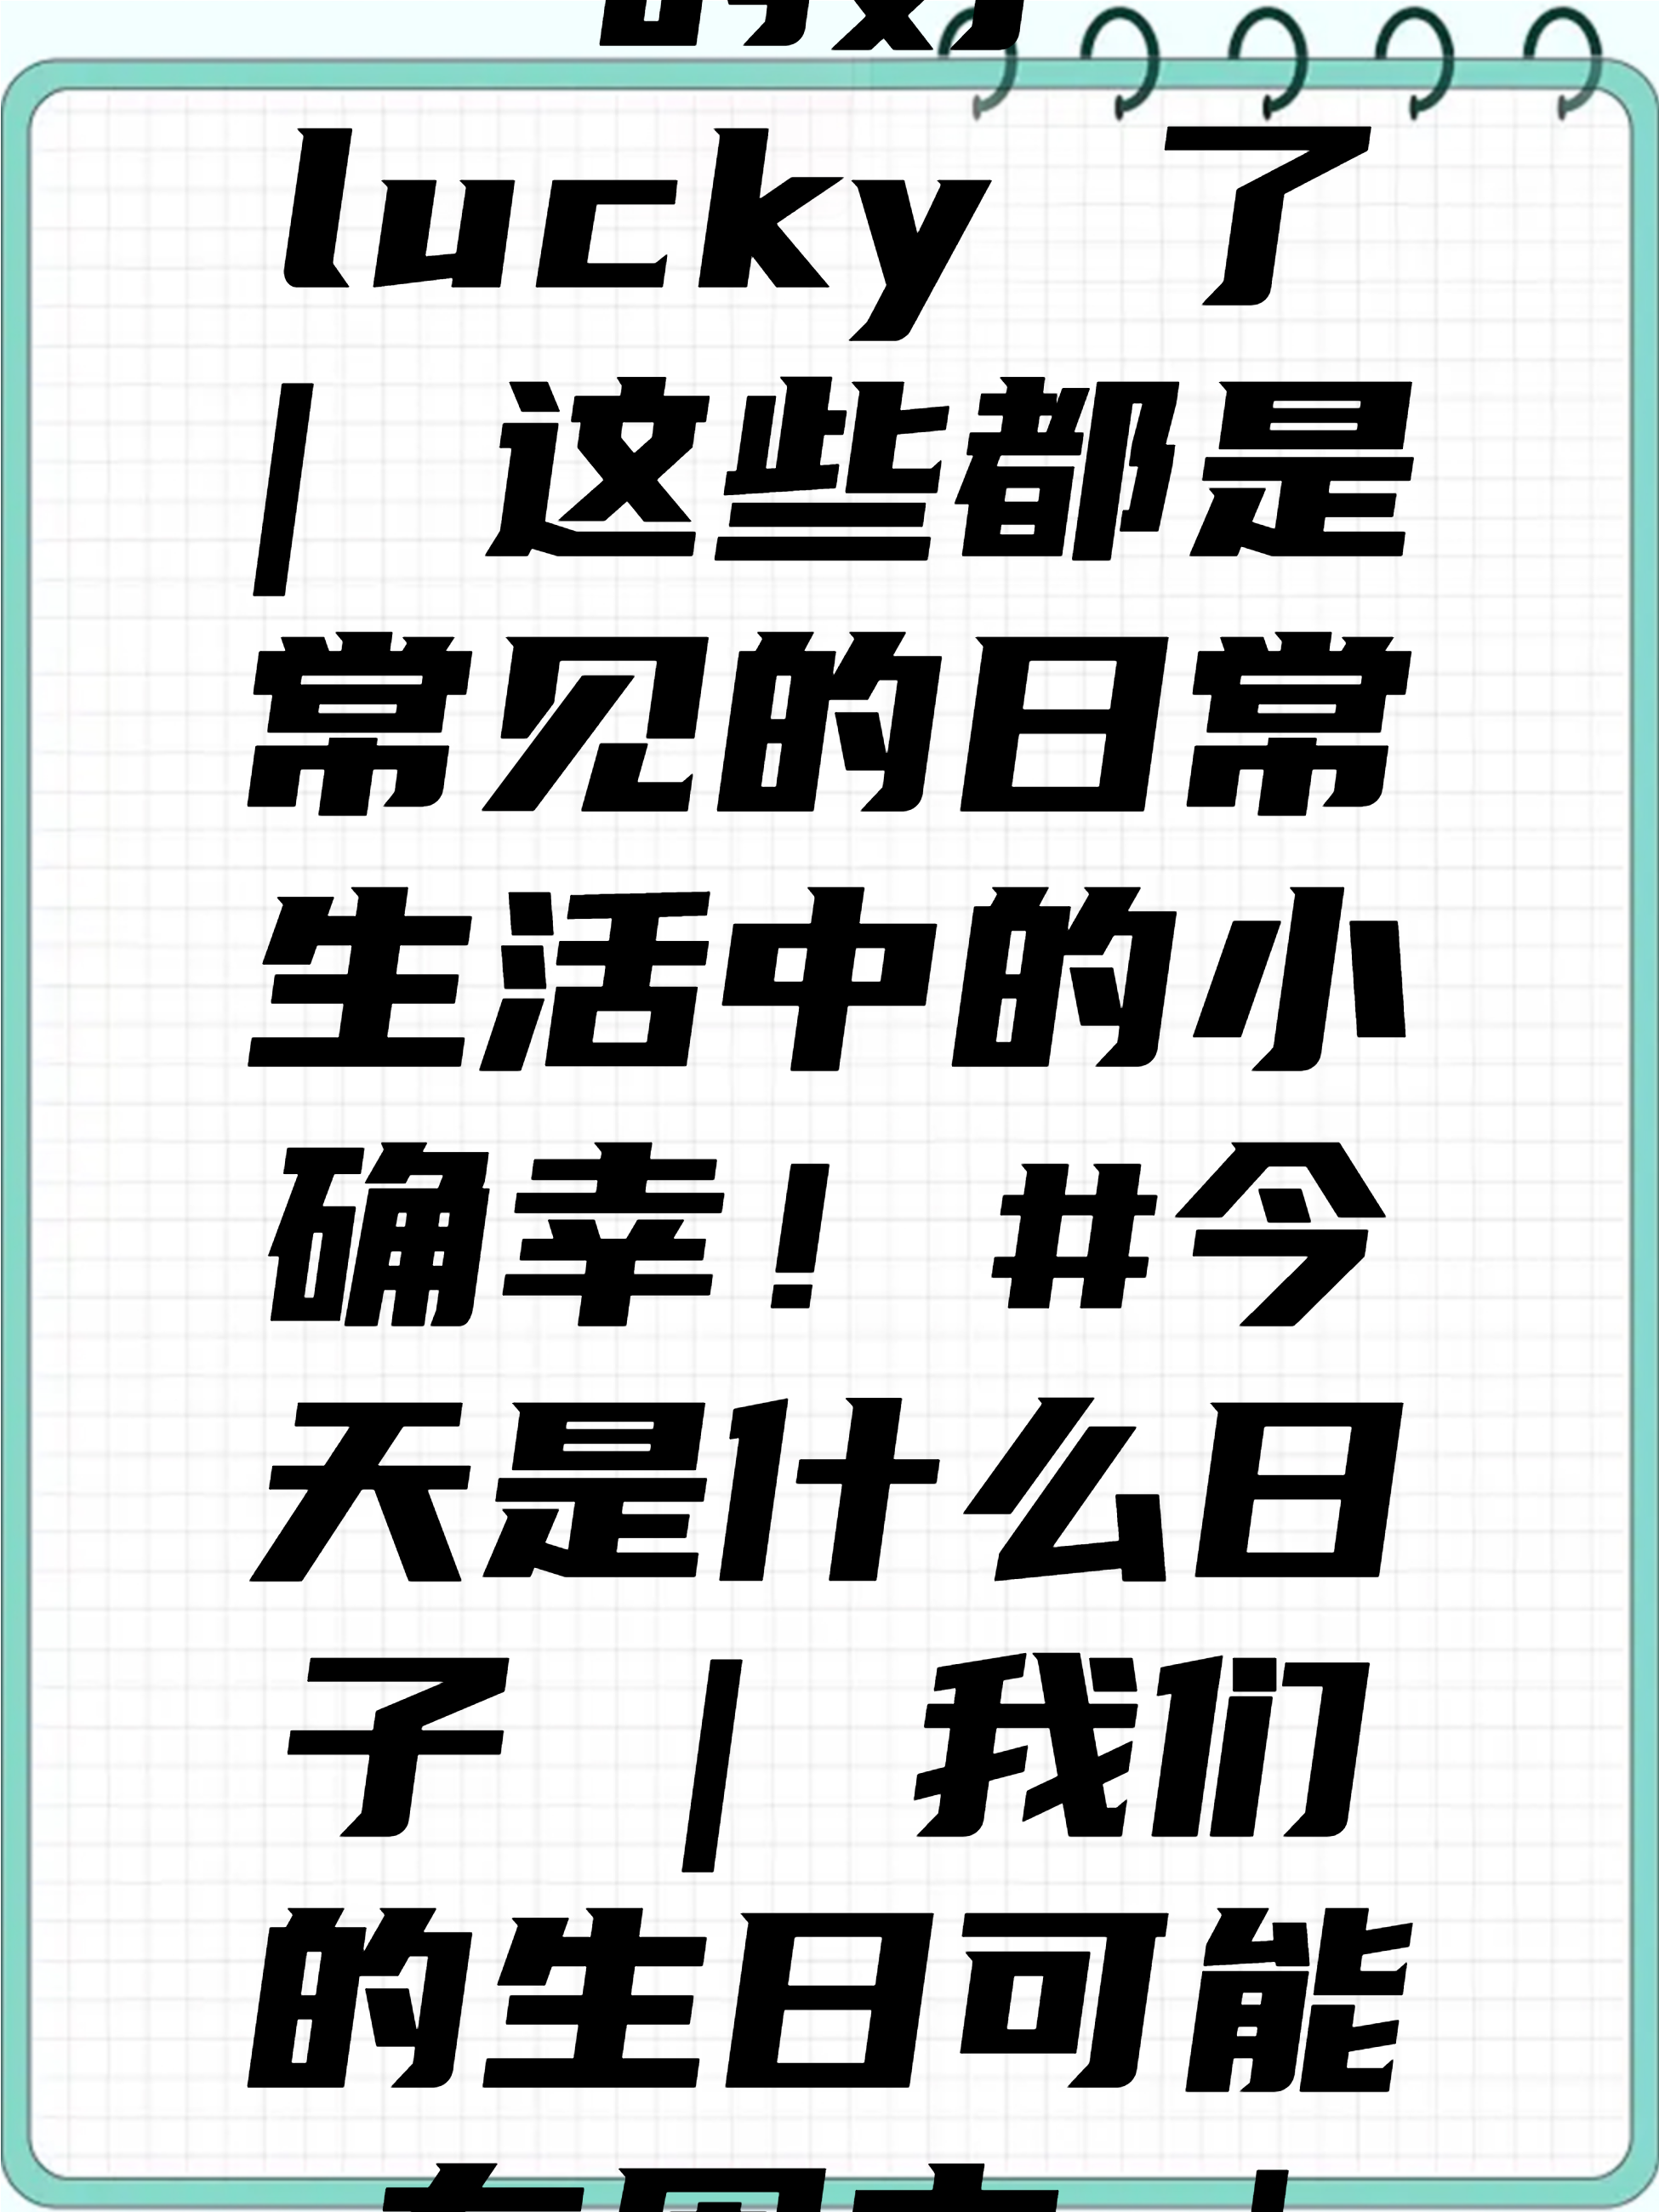 lucky 了
| 这些都是
常见的日常
生活中的小
确幸! #今
天是什么日
子 | 我们
的生日可能